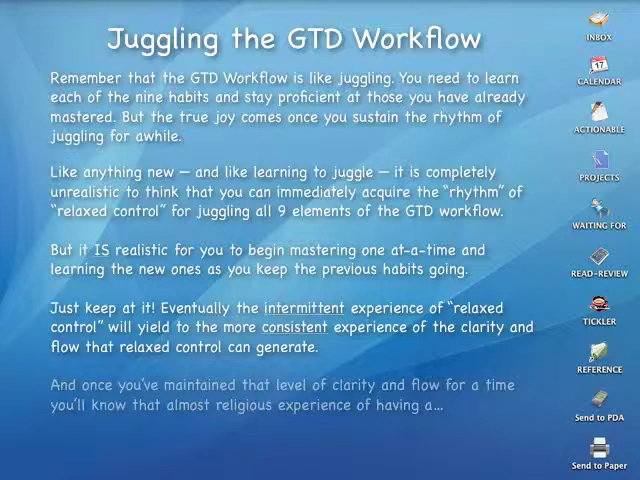 Juggling the GTD Workflow
Remember that the GTD Workflow is like juggling. You need to learn
each of the nine habits and stay proficient at those you have already
mastered. But the true joy comes once you sustain the rhythm of
juggling for awhile.
Like anything new — and like learning to juggle — it is completely
unrealistic to think that you can immediately acquire the “rhythm” of
“relaxed control” for juggling all 9 elements of the GTD workflow.
But it IS realistic for you to begin mastering one at-a-time and
learning the new ones as you keep the previous habits going.
Just keep at it! Eventually the intermittent experience of “relaxed
control” will yield to the more consistent experience of the clarity and
flow that relaxed control can generate.
And once you’ve maintained that level of clarity and flow for a time
you’ll know that almost religious experience of having a...
INBOX
17
CALENDAR
ACTIONABLE
PROJECTS
WAITING FOR
READ-REVIEW
TICKLER
REFERENCE
Send to PDA
Send to Paper